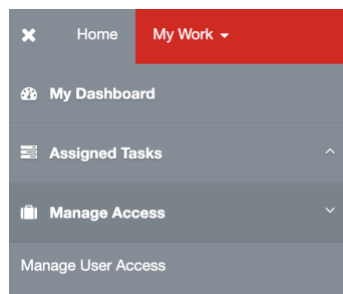 Home My Work
My Dashboard
Assigned Tasks
Manage Access
Manage User Access